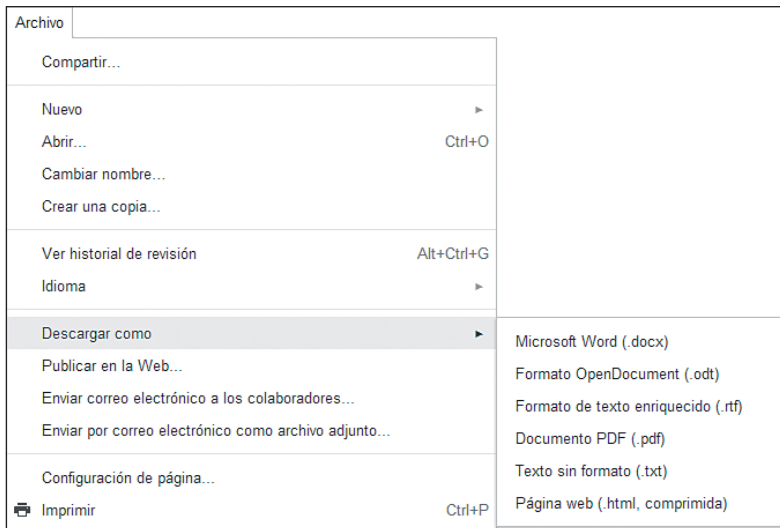 Archivo
Compartir...
Nuevo
Abrir... Ctrl+O
Cambiar nombre...
Crear una copia...
Ver historial de revisión Alt+Ctrl+G
Idioma
Descargar como
Publicar en la Web...
Enviar correo electrónico a los colaboradores...
Enviar por correo electrónico como archivo adjunto...
Configuración de página...
Imprimir Ctrl+P
Microsoft Word (.docx)
Formato OpenDocument (.odt)
Formato de texto enriquecido (.rtf)
Documento PDF (.pdf)
Texto sin formato (.txt)
Página web (.html, comprimida)